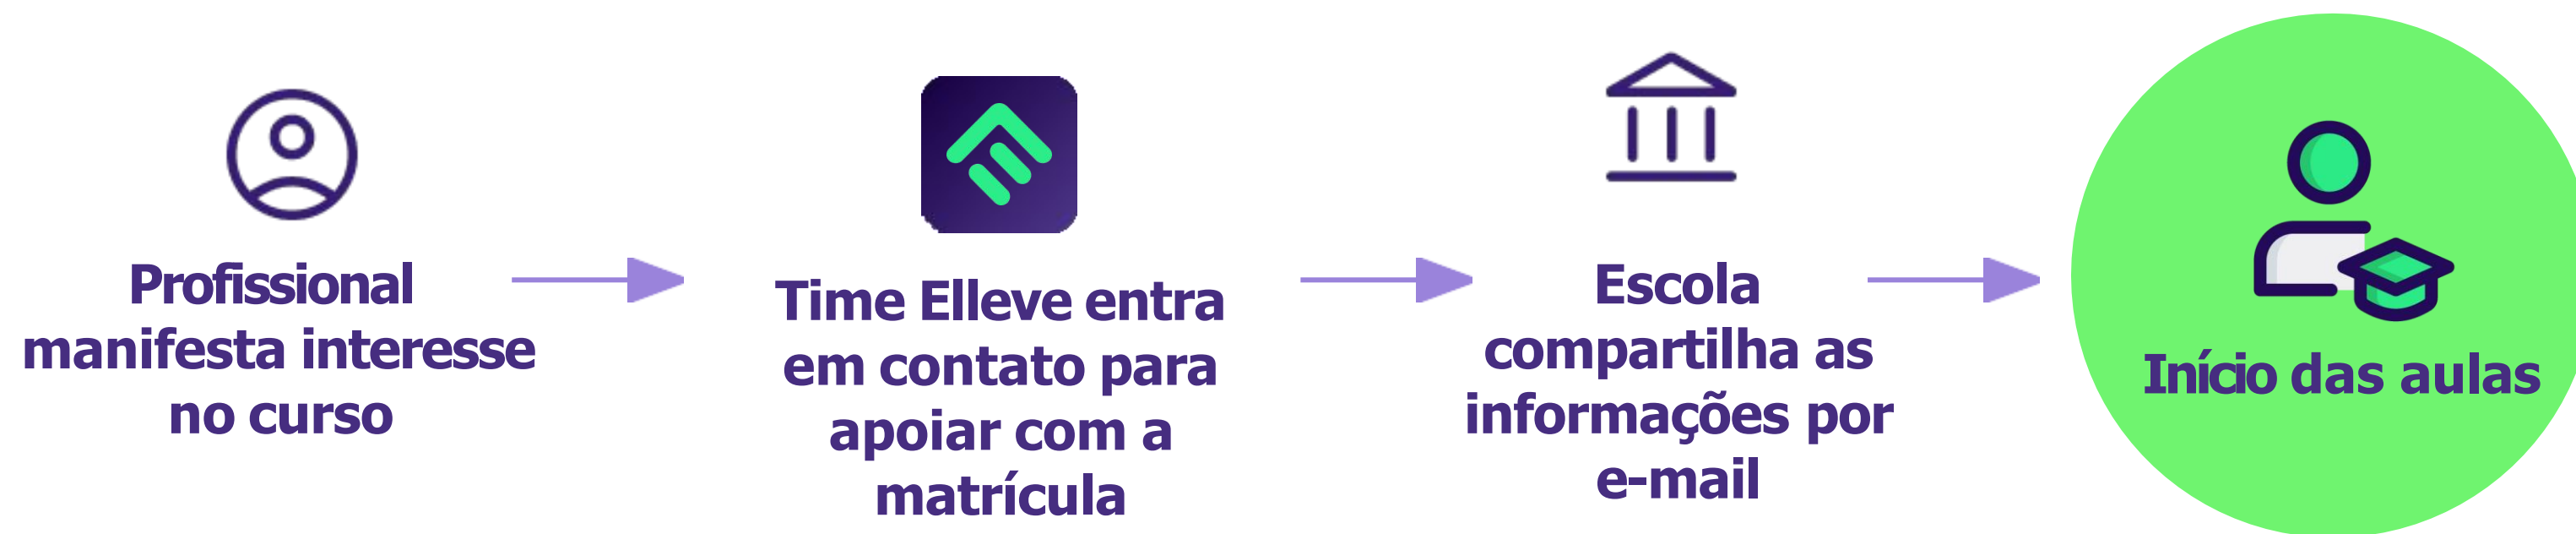 Profissional
manifesta interesse
no curso
Time Elleve entra
em contato para
apoiar com a
matrícula
Escola
compartilha as
informações por
e-mail
Início das aulas